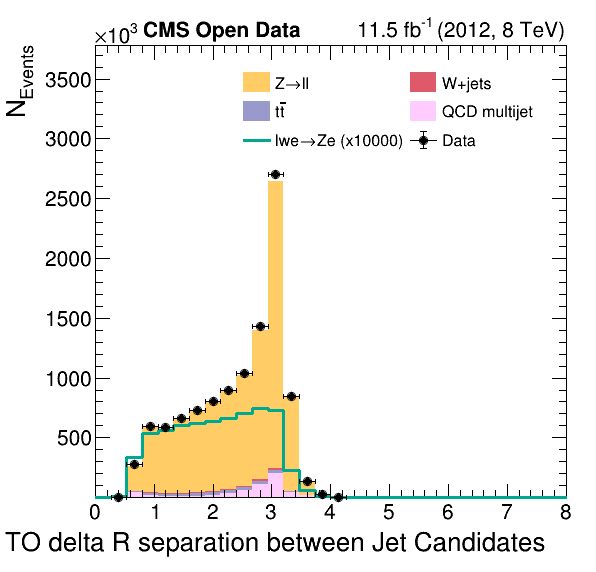 ×10³ CMS Open Data 11.5 fb⁻¹ (2012, 8 TeV)
N_Events
3500
3000
2500
2000
1500
1000
500
Z→ll W+jets
tt̄ QCD multijet
lwe→Ze (x10000) Data
0 1 2 3 4 5 6 7 8
TO delta R separation between Jet Candidates